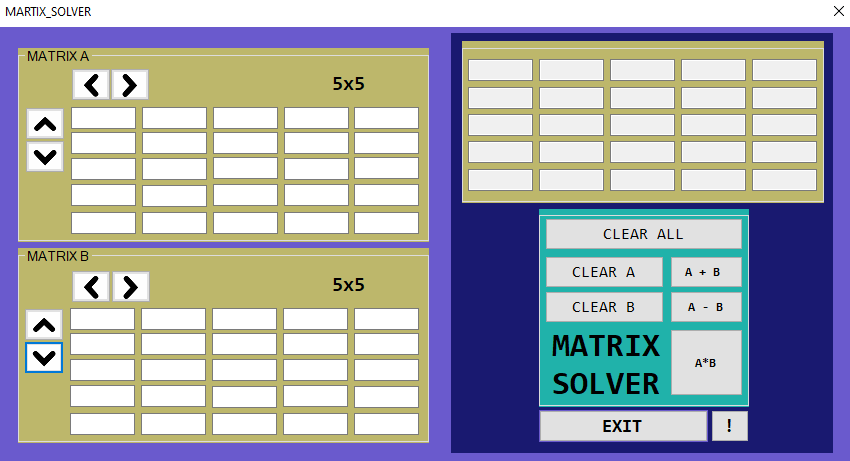 MARTIX_SOLVER
MATRIX A
5x5
MATRIX B
5x5
CLEAR ALL
CLEAR A
A + B
CLEAR B
A - B
MATRIX
SOLVER
A*B
EXIT
!